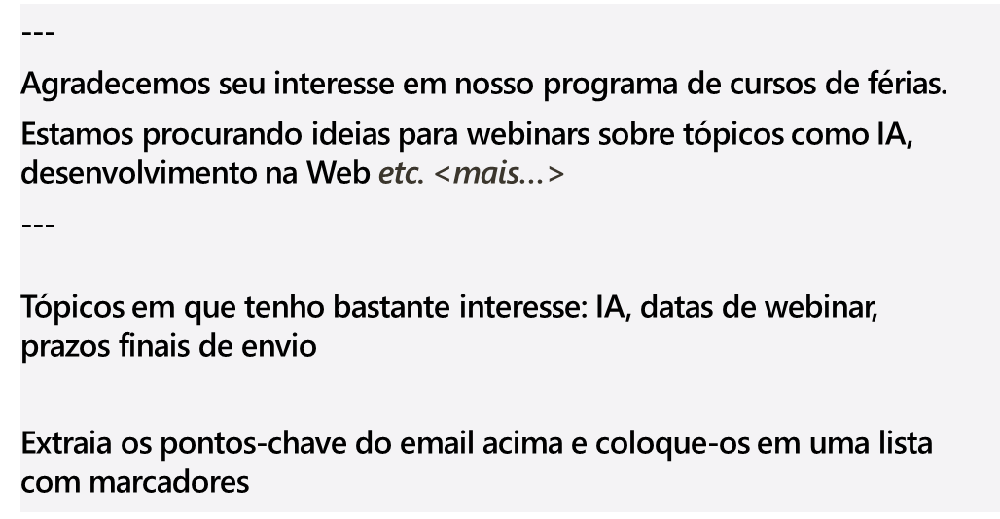 ---
Agradecemos seu interesse em nosso programa de cursos de férias.
Estamos procurando ideias para webinars sobre tópicos como IA,
desenvolvimento na Web etc. <mais...>
---
Tópicos em que tenho bastante interesse: IA, datas de webinar,
prazos finais de envio
Extraia os pontos-chave do email acima e coloque-os em uma lista
com marcadores